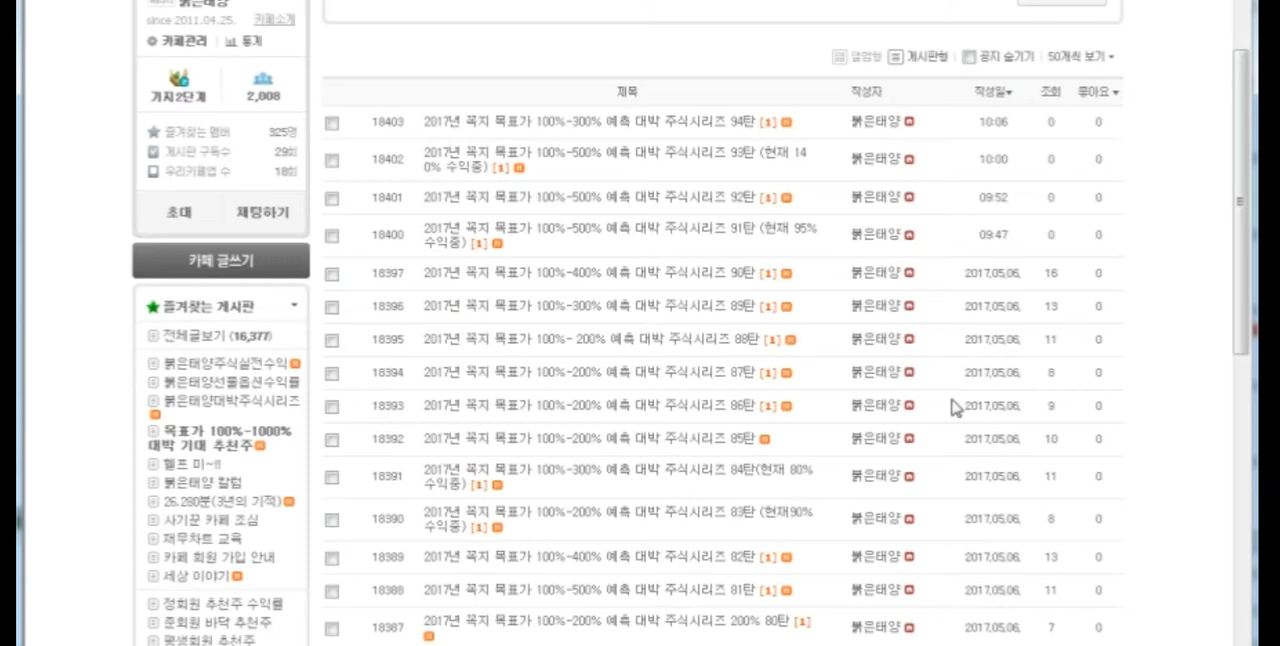 붉은태양
since 2011.04.25. 카페소개
카페관리 통계
가지2단계 2,008
즐겨찾는 멤버 325명
게시판 구독수 29회
우리카페앱 수 18회
초대 채팅하기
카페 글쓰기
즐겨찾는 게시판
전체글보기 (16,377)
붉은태양주식실전수익
붉은태양선물옵션수익률
붉은태양대박주식시리즈
목표가 100%-1000%
대박 기대 추천주
헬프 미~!!
붉은태양 칼럼
26,280분(3년의 기적)
사기꾼 카페 조심
재무차트 교육
카페 회원 가입 안내
세상 이야기
정회원 추천주 수익률
준회원 바닥 추천주
평생회원 추천주
앨범형 게시판형 공지 숨기기 50개씩 보기
제목 작성자 작성일 조회 좋아요
18403 2017년 꼭지 목표가 100%-300% 예측 대박 주식시리즈 94탄 [1] 붉은태양 10:06 0 0
18402 2017년 꼭지 목표가 100%-500% 예측 대박 주식시리즈 93탄 (현재 14
0% 수익중) [1] 붉은태양 10:00 0 0
18401 2017년 꼭지 목표가 100%-500% 예측 대박 주식시리즈 92탄 [1] 붉은태양 09:52 0 0
18400 2017년 꼭지 목표가 100%-500% 예측 대박 주식시리즈 91탄 (현재 95%
수익중) [1] 붉은태양 09:47 0 0
18397 2017년 꼭지 목표가 100%-400% 예측 대박 주식시리즈 90탄 [1] 붉은태양 2017.05.06. 16 0
18396 2017년 꼭지 목표가 100%-300% 예측 대박 주식시리즈 89탄 [1] 붉은태양 2017.05.06. 13 0
18395 2017년 꼭지 목표가 100%- 200% 예측 대박 주식시리즈 88탄 [1] 붉은태양 2017.05.06. 11 0
18394 2017년 꼭지 목표가 100%-200% 예측 대박 주식시리즈 87탄 [1] 붉은태양 2017.05.06. 8 0
18393 2017년 꼭지 목표가 100%-200% 예측 대박 주식시리즈 86탄 [1] 붉은태양 2017.05.06. 9 0
18392 2017년 꼭지 목표가 100%-200% 예측 대박 주식시리즈 85탄 붉은태양 2017.05.06. 10 0
18391 2017년 꼭지 목표가 100%-300% 예측 대박 주식시리즈 84탄(현재 80%
수익중) [1] 붉은태양 2017.05.06. 11 0
18390 2017년 꼭지 목표가 100%-200% 예측 대박 주식시리즈 83탄 (현재90%
수익중) [1] 붉은태양 2017.05.06. 8 0
18389 2017년 꼭지 목표가 100%-400% 예측 대박 주식시리즈 82탄 [1] 붉은태양 2017.05.06. 13 0
18388 2017년 꼭지 목표가 100%-500% 예측 대박 주식시리즈 81탄 [1] 붉은태양 2017.05.06. 11 0
18387 2017년 꼭지 목표가 100%-200% 예측 대박 주식시리즈 200% 80탄 [1] 붉은태양 2017.05.06. 7 0